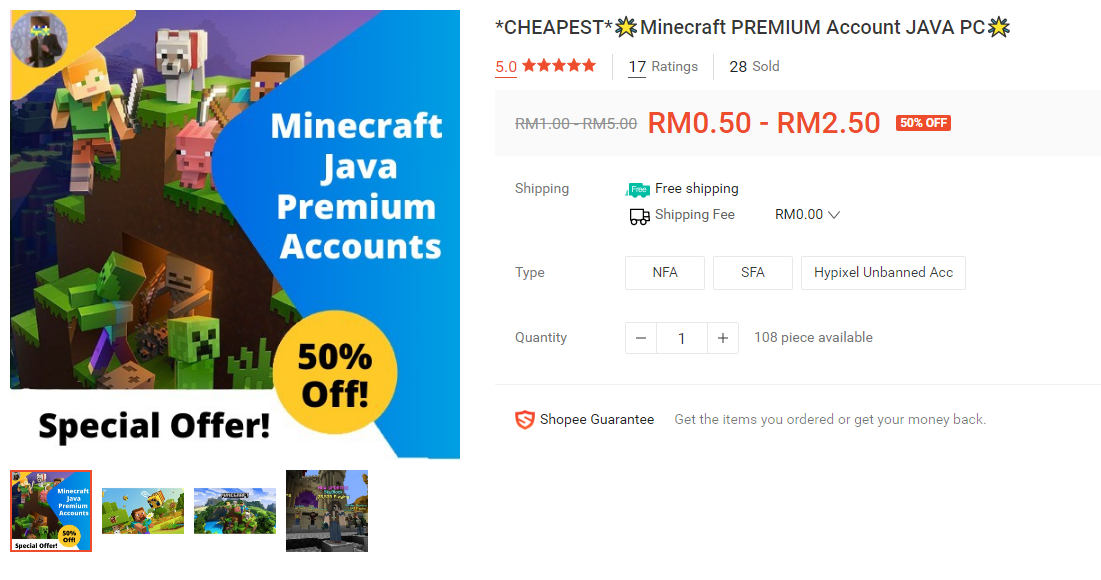 *CHEAPEST*🌟Minecraft PREMIUM Account JAVA PC🌟
5.0 ★★★★★ 17 Ratings 28 Sold
RM1.00 - RM5.00 RM0.50 - RM2.50 50% OFF
Shipping Free Free shipping
Shipping Fee RM0.00
Type NFA SFA Hypixel Unbanned Acc
Quantity − 1 + 108 piece available
Shopee Guarantee Get the items you ordered or get your money back.
Minecraft
Java
Premium
Accounts
50%
Off!
Special Offer!
Minecraft
Java
Premium
Accounts
50%
Off!
Special Offer!
MINECRAFT